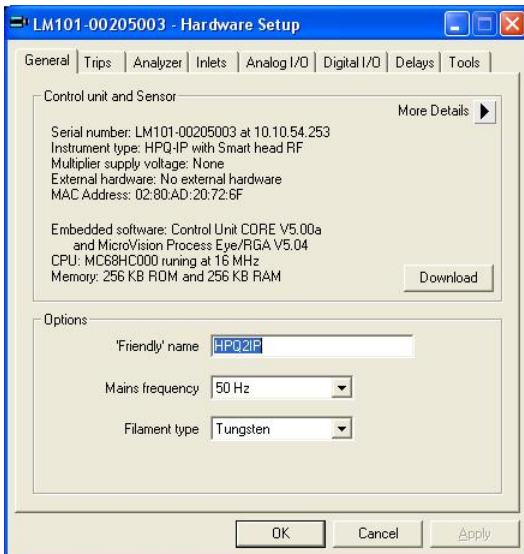 LM101-00205003 - Hardware Setup
General Trips Analyzer Inlets Analog I/O Digital I/O Delays Tools
Control unit and Sensor
More Details
Serial number: LM101-00205003 at 10.10.54.253
Instrument type: HPQ-IP with Smart head RF
Multiplier supply voltage: None
External hardware: No external hardware
MAC Address: 02:80:AD:20:72:6F
Embedded software: Control Unit CORE V5.00a
and MicroVision Process Eye/RGA V5.04
CPU: MC68HC000 runing at 16 MHz
Memory: 256 KB ROM and 256 KB RAM
Download
Options
'Friendly' name HPQ2IP
Mains frequency 50 Hz
Filament type Tungsten
OK Cancel Apply